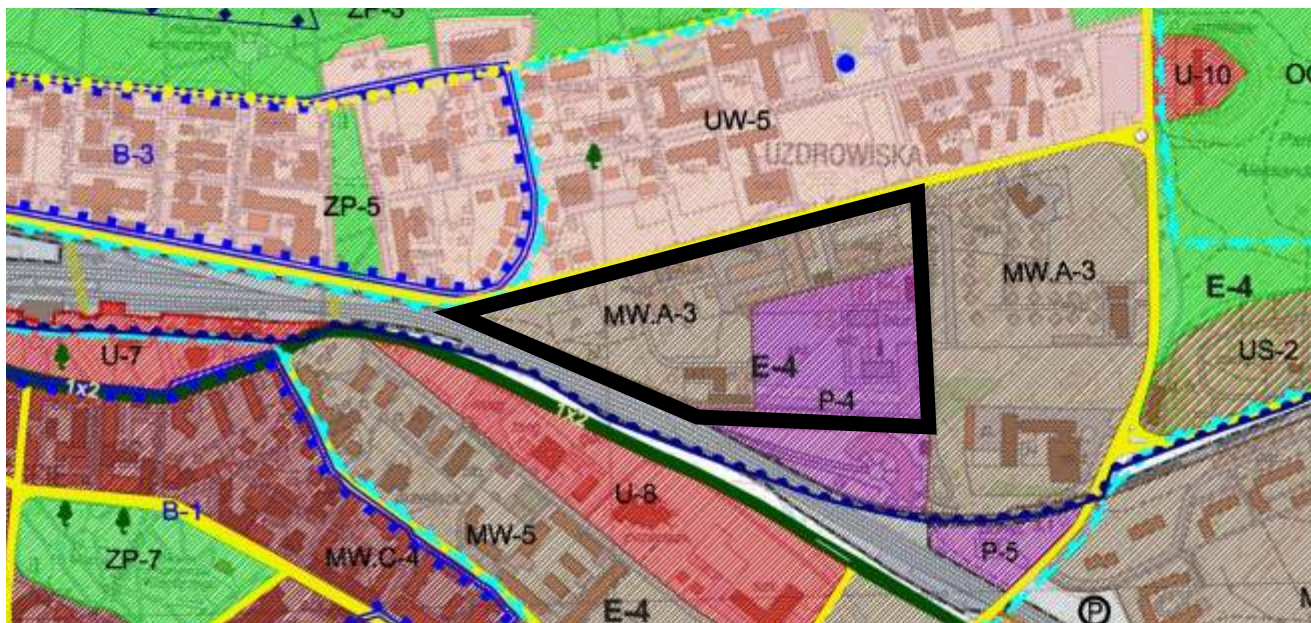 ZP-3
U-10
UW-5
UZDROWISKA
B-3
ZP-5
MW.A-3
E-4
MW.A-3
US-2
U-7
E-4
P-4
1x2
1x2
U-8
B-1
MW-5
P-5
ZP-7
MW.C-4
E-4
P